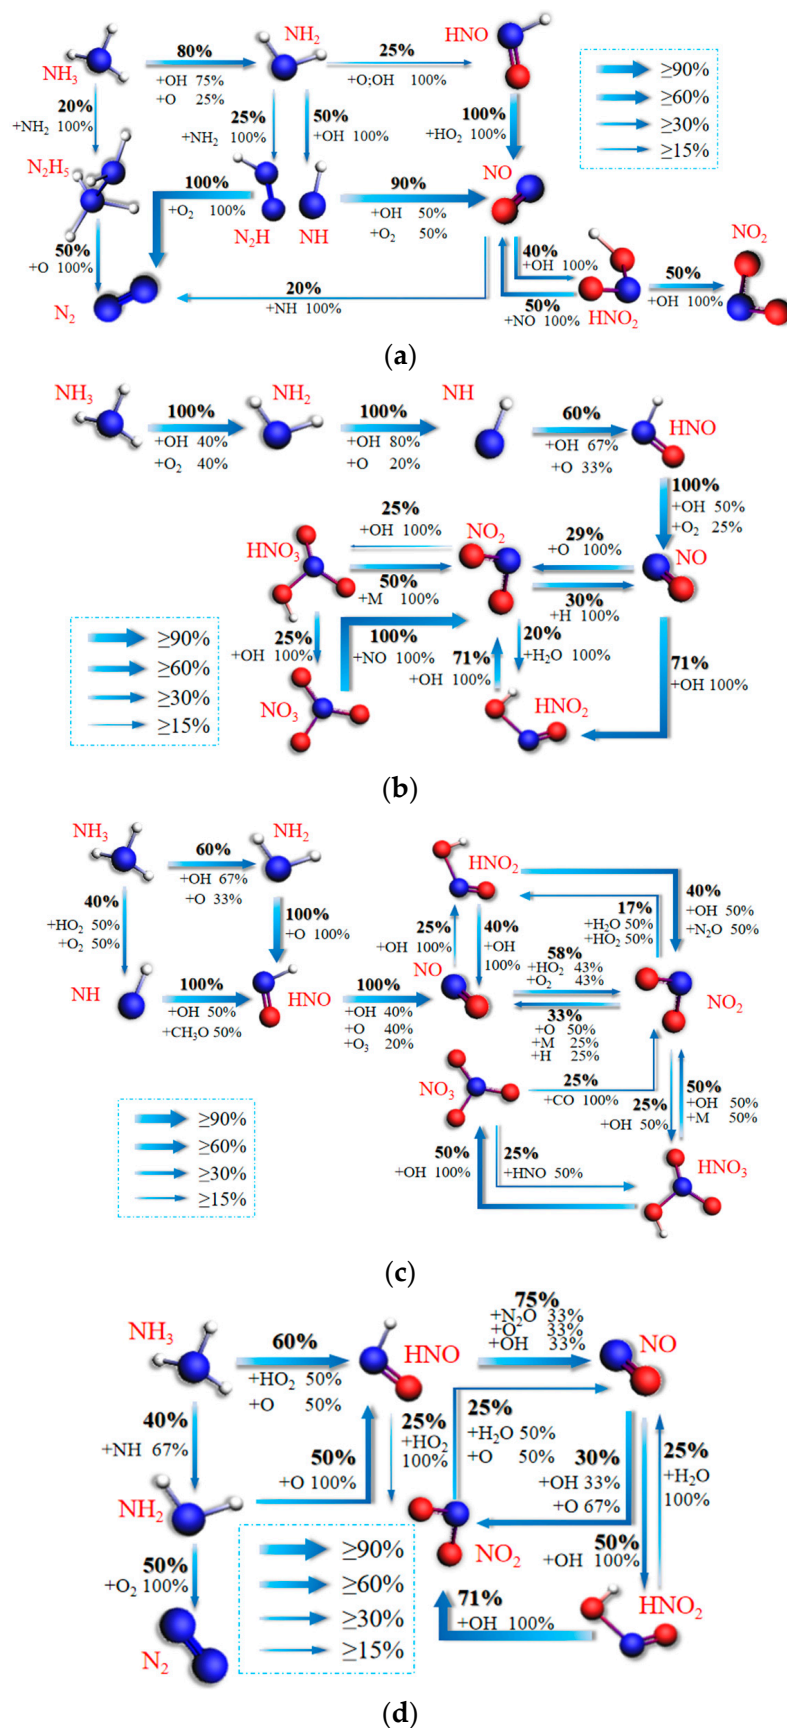 80%
NH₂
25%
HNO
NH₃
+OH 75%
+O 25%
+O;OH 100%
≥90%
≥60%
≥30%
≥15%
20%
+NH₂ 100%
25%
+NH₂ 100%
50%
+OH 100%
100%
+HO₂ 100%
N₂H₅
NO
100%
+O₂ 100%
90%
+OH 50%
+O₂ 50%
N₂H
NH
NO₂
50%
+O 100%
40%
+OH 100%
50%
+OH 100%
20%
+NH 100%
50%
+NO 100%
HNO₂
N₂
(a)
NH₃
NH₂
NH
100%
+OH 40%
+O₂ 40%
100%
+OH 80%
+O 20%
60%
+OH 67%
+O 33%
HNO
100%
+OH 50%
+O₂ 25%
25%
+OH 100%
NO₂
29%
+O 100%
NO
HNO₃
50%
+M 100%
30%
+H 100%
≥90%
≥60%
≥30%
≥15%
25%
+OH 100%
100%
+NO 100%
71%
+OH 100%
20%
+H₂O 100%
71%
+OH 100%
NO₃
HNO₂
(b)
NH₃
NH₂
60%
+OH 67%
+O 33%
HNO₂
40%
+OH 50%
+N₂O 50%
40%
+HO₂ 50%
+O₂ 50%
100%
+O 100%
25%
+OH 100%
40%
+OH
100%
17%
+H₂O 50%
+HO₂ 50%
NH
100%
+OH 50%
+CH₃O 50%
HNO
100%
+OH 40%
+O 40%
+O₃ 20%
NO
58%
+HO₂ 43%
+O₂ 43%
33%
+O 50%
+M 25%
+H 25%
NO₂
NO₃
25%
+CO 100%
25%
+OH 50%
50%
+OH 50%
+M 50%
≥90%
≥60%
≥30%
≥15%
50%
+OH 100%
25%
+HNO 50%
HNO₃
(c)
75%
+N₂O 33%
+O₂ 33%
+OH 33%
NH₃
60%
+HO₂ 50%
+O 50%
HNO
NO
40%
+NH 67%
50%
+O 100%
25%
+HO₂
100%
25%
+H₂O 50%
+O 50%
30%
+OH 33%
+O 67%
25%
+H₂O
100%
NH₂
NO₂
50%
+OH 100%
50%
+O₂ 100%
≥90%
≥60%
≥30%
≥15%
71%
+OH 100%
HNO₂
N₂
(d)